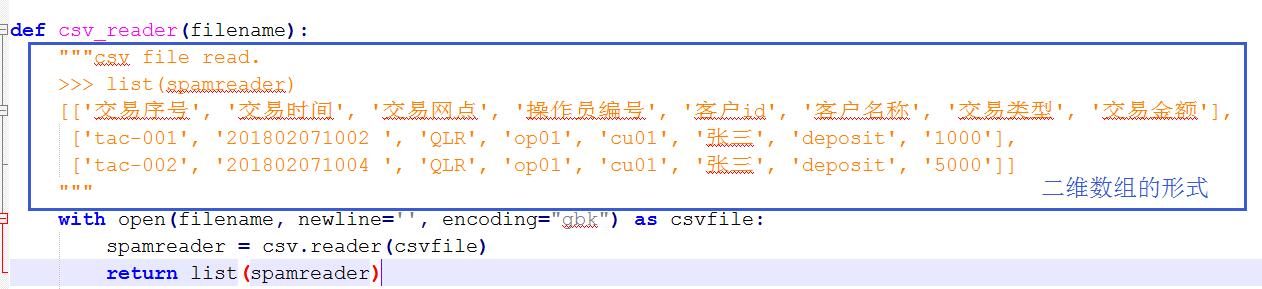 def csv_reader(filename):
"""csv file read.
>>> list(spamreader)
[['交易序号', '交易时间', '交易网点', '操作员编号', '客户id', '客户名称', '交易类型', '交易金额'],
['tac-001', '201802071002 ', 'QLR', 'op01', 'cu01', '张三', 'deposit', '1000'],
['tac-002', '201802071004 ', 'QLR', 'op01', 'cu01', '张三', 'deposit', '5000']]
"""
二维数组的形式
with open(filename, newline='', encoding="gbk") as csvfile:
spamreader = csv.reader(csvfile)
return list(spamreader)